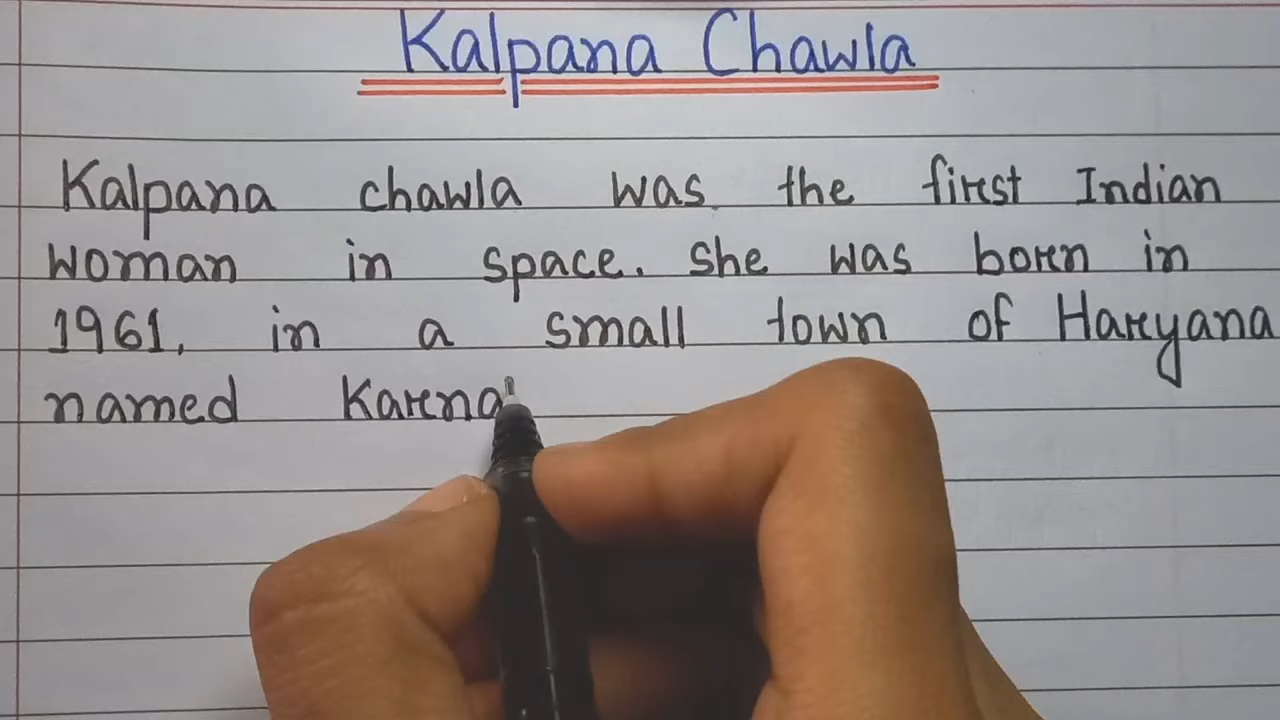 Kalpana Chawla
Kalpana chawla was the first Indian
woman in space. she was born in
1961, in a small town of Haryana
named Karna